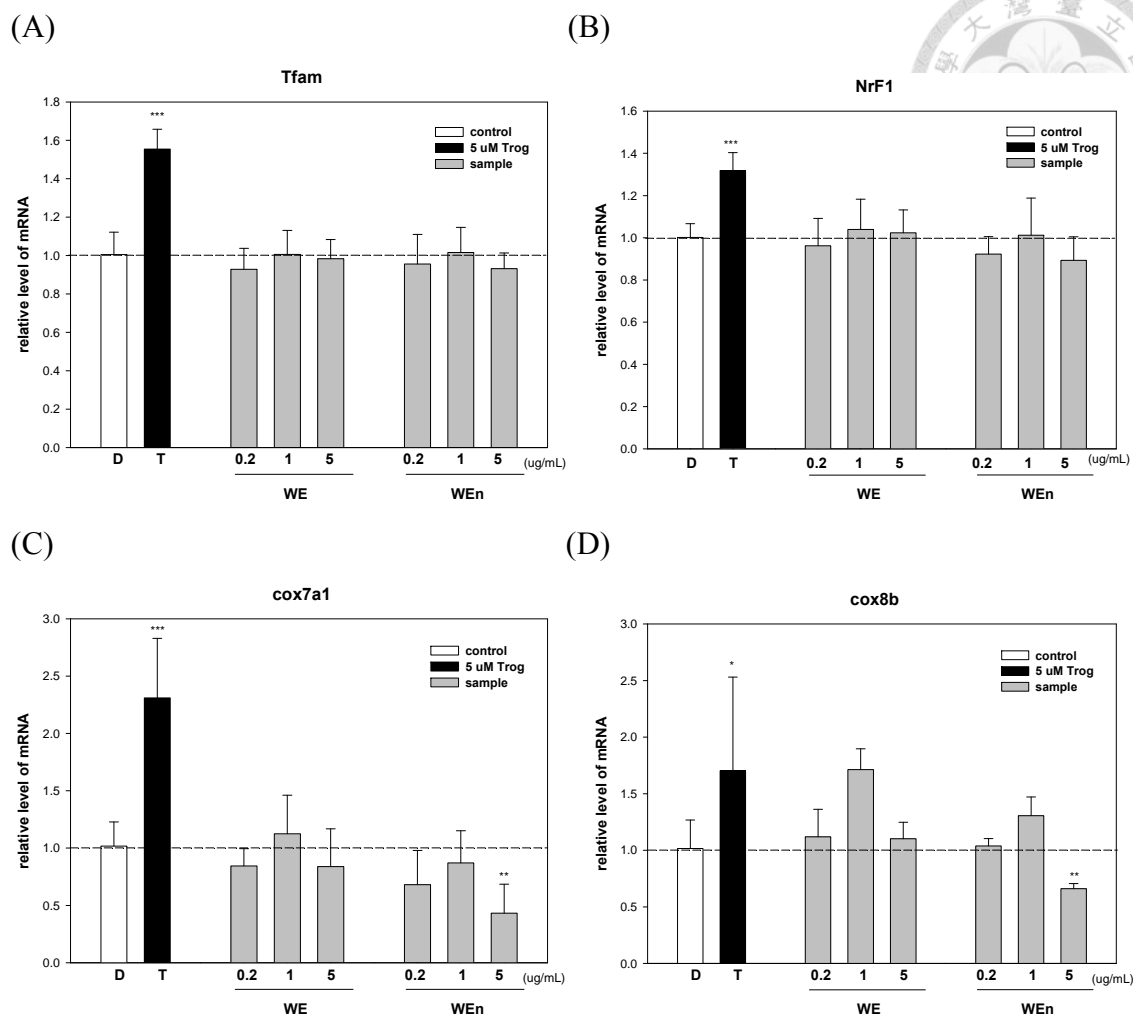 (A)
Tfam
***
1.8
1.6
1.4
1.2
1.0
0.8
0.6
0.4
0.2
0.0
relative level of mRNA
control
5 uM Trog
sample
D T 0.2 1 5 0.2 1 5 (ug/mL)
WE WEn
(B)
NrF1
***
1.6
1.4
1.2
1.0
0.8
0.6
0.4
0.2
0.0
relative level of mRNA
control
5 uM Trog
sample
D T 0.2 1 5 0.2 1 5 (ug/mL)
WE WEn
(C)
cox7a1
***
3.0
2.5
2.0
1.5
1.0
0.5
0.0
relative level of mRNA
control
5 uM Trog
sample
**
D T 0.2 1 5 0.2 1 5 (ug/mL)
WE WEn
(D)
cox8b
3.0
2.5
2.0
1.5
1.0
0.5
0.0
relative level of mRNA
control
5 uM Trog
sample
*
**
D T 0.2 1 5 0.2 1 5 (ug/mL)
WE WEn
學大灣臺立